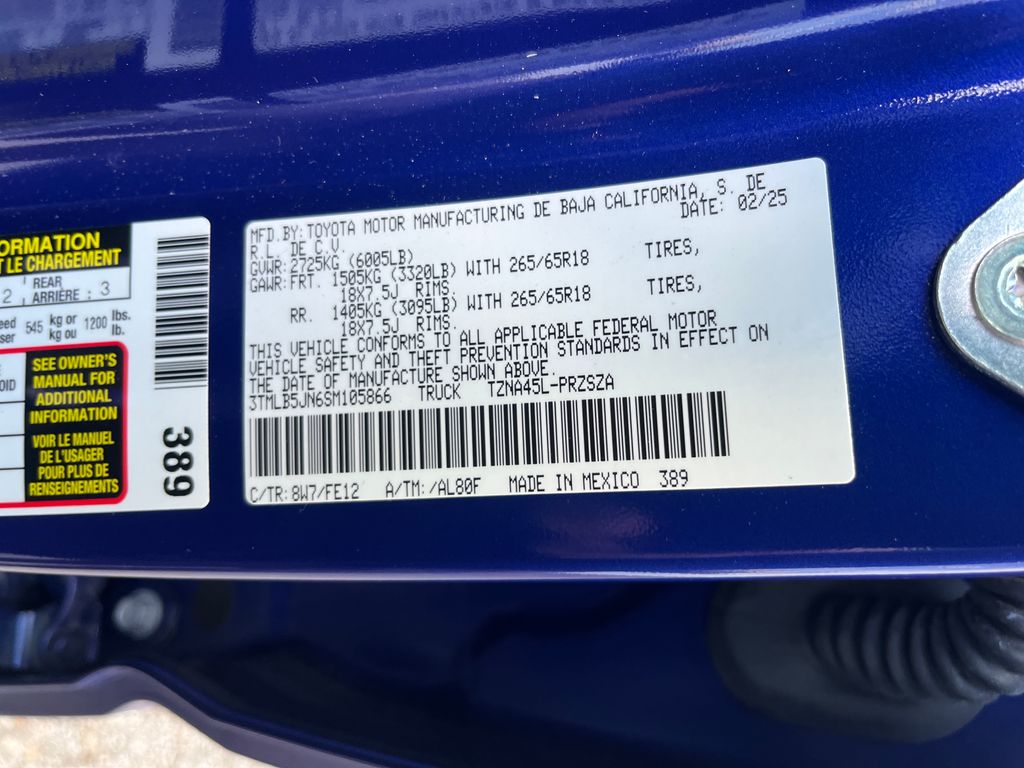 ORMATION
T LE CHARGEMENT
2 REAR ARRIÈRE : 3
545 kg or kg ou 1200 lbs. lb.
SEE OWNER'S
MANUAL FOR
ADDITIONAL
INFORMATION
VOIR LE MANUEL
DE L'USAGER
POUR PLUS DE
RENSEIGNEMENTS
389
MFD.BY:TOYOTA MOTOR MANUFACTURING DE BAJA CALIFORNIA, S. DE
R.L. DE C.V. DATE: 02/25
GVWR:2725KG (6005LB)
GAWR:FRT. 1505KG (3320LB) WITH 265/65R18 TIRES,
18X7.5J RIMS.
RR. 1405KG (3095LB) WITH 265/65R18 TIRES,
18X7.5J RIMS.
THIS VEHICLE CONFORMS TO ALL APPLICABLE FEDERAL MOTOR
VEHICLE SAFETY AND THEFT PREVENTION STANDARDS IN EFFECT ON
THE DATE OF MANUFACTURE SHOWN ABOVE.
3TMLB5JN6SM105866 TRUCK TZNA45L-PRZSZA
C/TR:8W7/FE12 A/TM:/AL80F MADE IN MEXICO 389